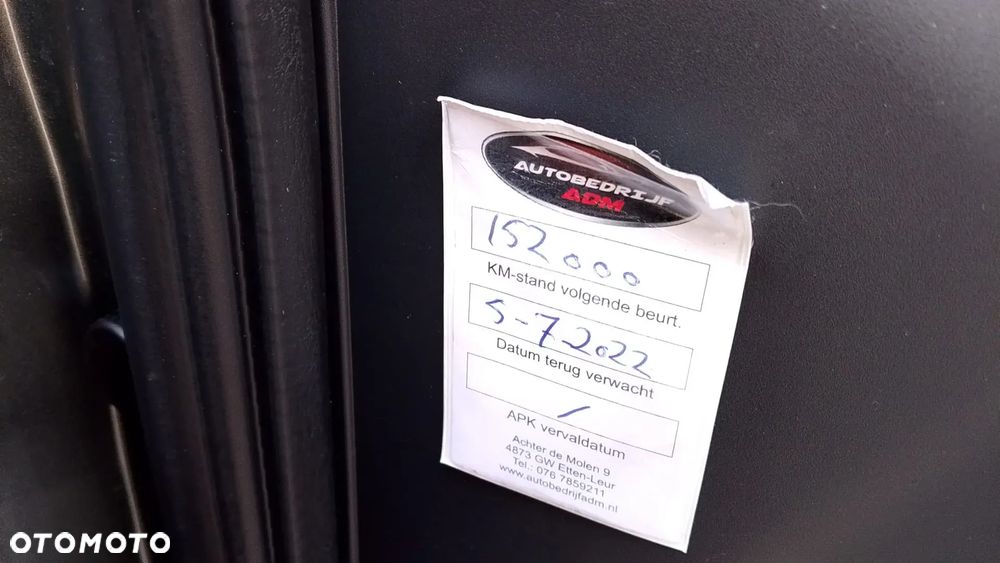 AUTOBEDRIJF
ADM
152000
KM-stand volgende beurt.
5-7-2022
Datum terug verwacht
/
APK vervaldatum
Achter de Molen 9
4873 GW Etten-Leur
Tel.: 076 7859211
www.autobedrijfadm.nl
OTOMOTO